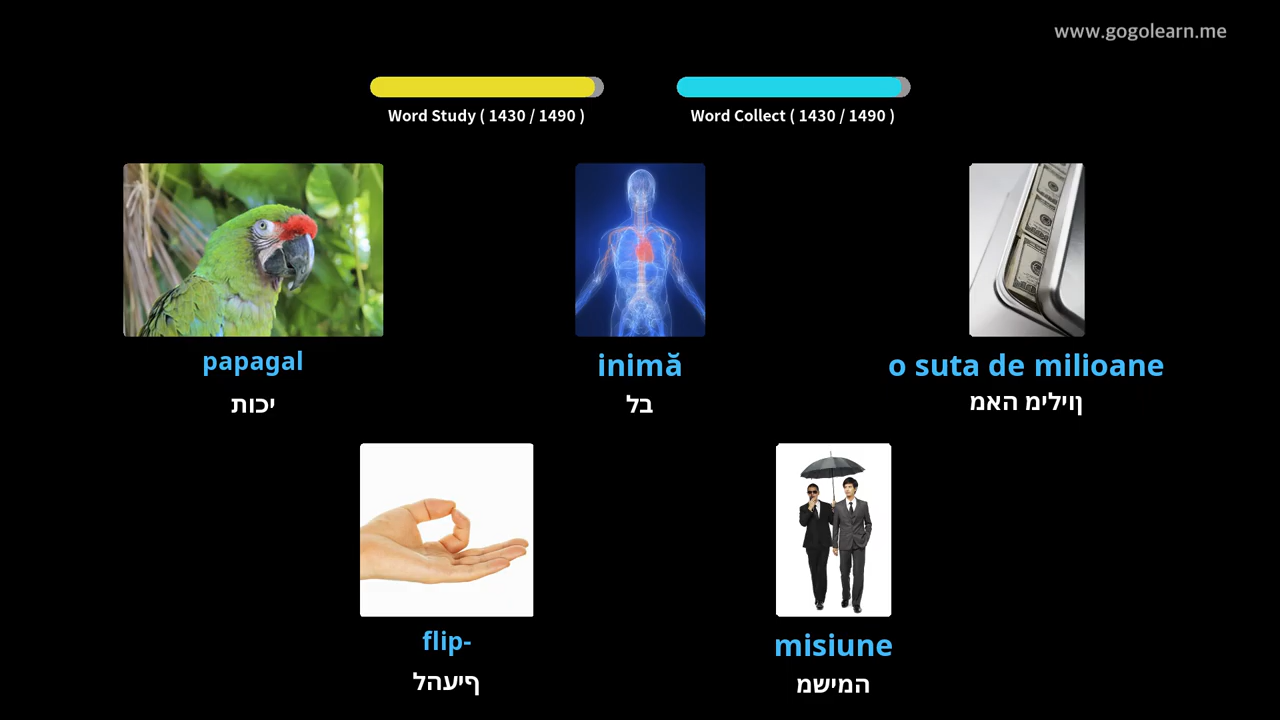 www.gogolearn.me
Word Study ( 1430 / 1490 )
Word Collect ( 1430 / 1490 )
papagal
יכות
inimă
בל
o suta de milioane
ןוילימ האמ
flip-
ףיעהל
misiune
המישמ